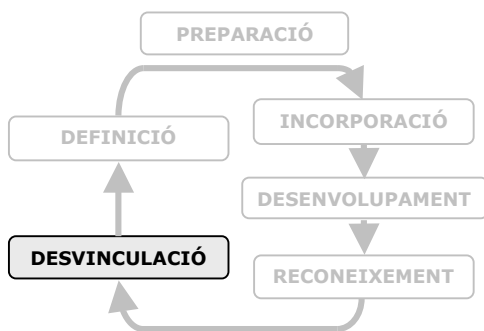 PREPARACIÓ
INCORPORACIÓ
DEFINICIÓ
DESENVOLUPAMENT
DESVINCULACIÓ
RECONEIXEMENT